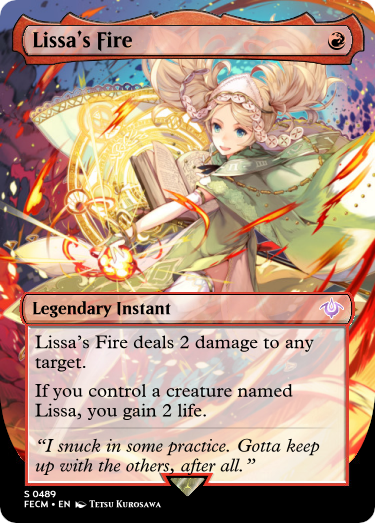 Lissa's Fire
Legendary Instant
Lissa's Fire deals 2 damage to any
target.
If you control a creature named
Lissa, you gain 2 life.
“I snuck in some practice. Gotta keep
up with the others, after all.”
S 0489
FECM • EN Tetsu Kurosawa